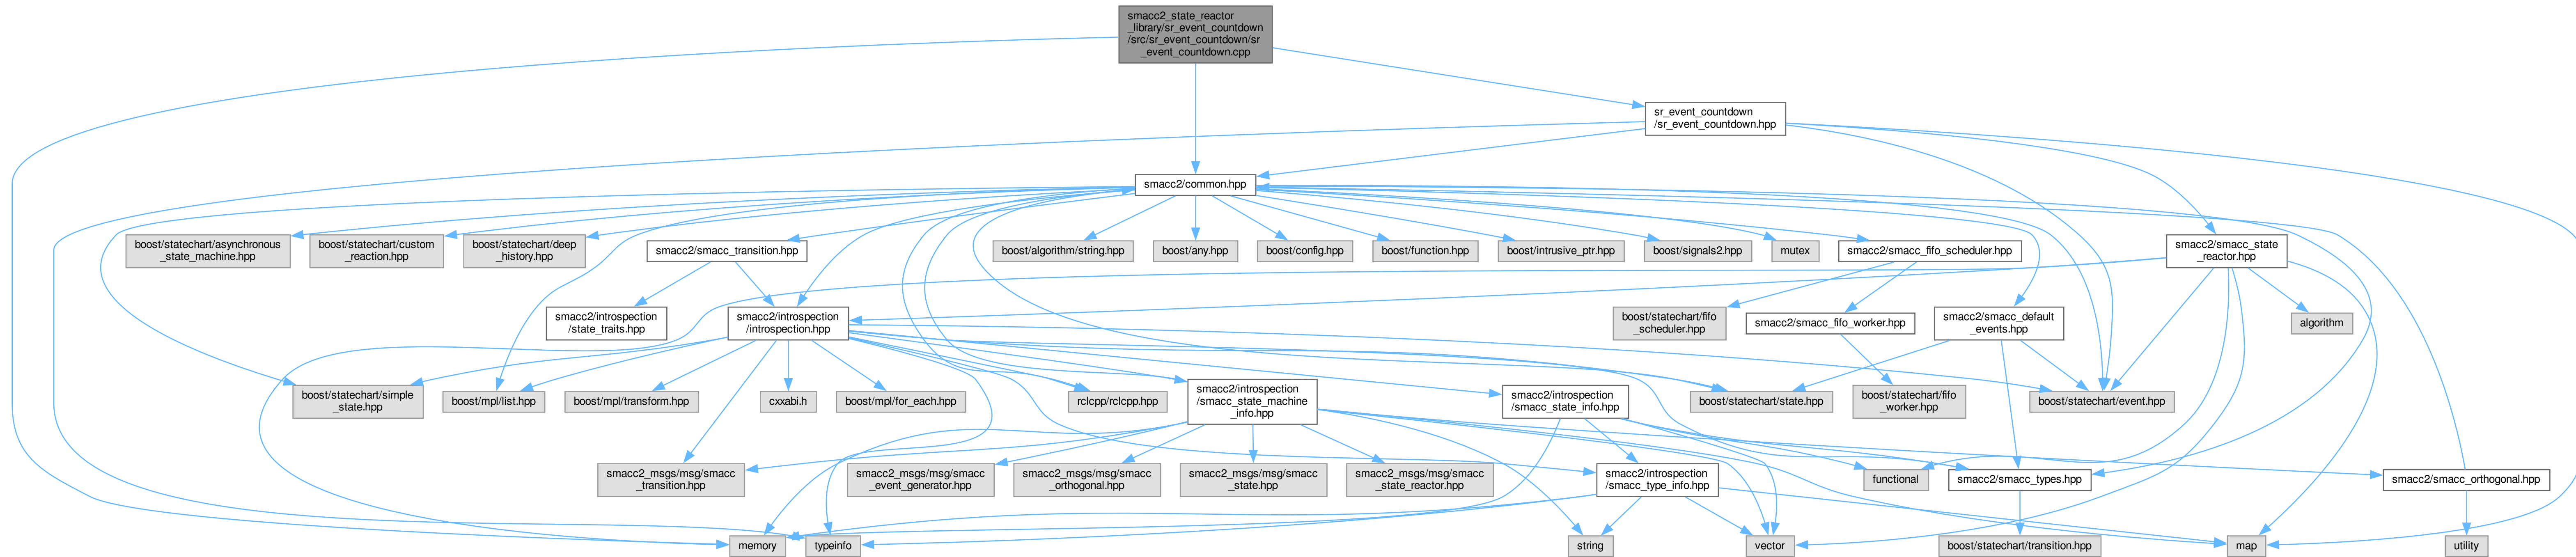 smacc2_state_reactor
_library/sr_event_countdown
/src/sr_event_countdown/sr
_event_countdown.cpp
sr_event_countdown
/sr_event_countdown.hpp
smacc2/common.hpp
boost/statechart/asynchronous
_state_machine.hpp
boost/statechart/custom
_reaction.hpp
boost/statechart/deep
_history.hpp
smacc2/smacc_transition.hpp
boost/algorithm/string.hpp
boost/any.hpp
boost/config.hpp
boost/function.hpp
boost/intrusive_ptr.hpp
boost/signals2.hpp
mutex
smacc2/smacc_fifo_scheduler.hpp
smacc2/smacc_state
_reactor.hpp
smacc2/introspection
/state_traits.hpp
smacc2/introspection
/introspection.hpp
boost/statechart/fifo
_scheduler.hpp
smacc2/smacc_fifo_worker.hpp
smacc2/smacc_default
_events.hpp
algorithm
boost/statechart/simple
_state.hpp
boost/mpl/list.hpp
boost/mpl/transform.hpp
cxxabi.h
boost/mpl/for_each.hpp
rclcpp/rclcpp.hpp
smacc2/introspection
/smacc_state_machine
_info.hpp
smacc2/introspection
/smacc_state_info.hpp
boost/statechart/state.hpp
boost/statechart/fifo
_worker.hpp
boost/statechart/event.hpp
smacc2_msgs/msg/smacc
_transition.hpp
smacc2_msgs/msg/smacc
_event_generator.hpp
smacc2_msgs/msg/smacc
_orthogonal.hpp
smacc2_msgs/msg/smacc
_state.hpp
smacc2_msgs/msg/smacc
_state_reactor.hpp
smacc2/introspection
/smacc_type_info.hpp
functional
smacc2/smacc_types.hpp
smacc2/smacc_orthogonal.hpp
memory
typeinfo
string
vector
boost/statechart/transition.hpp
map
utility